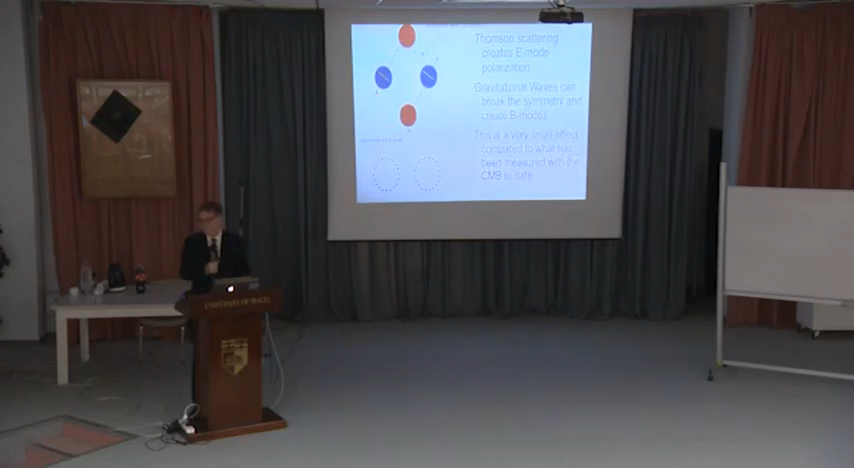 Thomson scattering
creates E-mode
polarization
Gravitational Waves can
break the symmetry and
create B-modes
This is a very small effect
compared to what has
been measured with the
CMB to date
UNIVERSITY OF MALTA